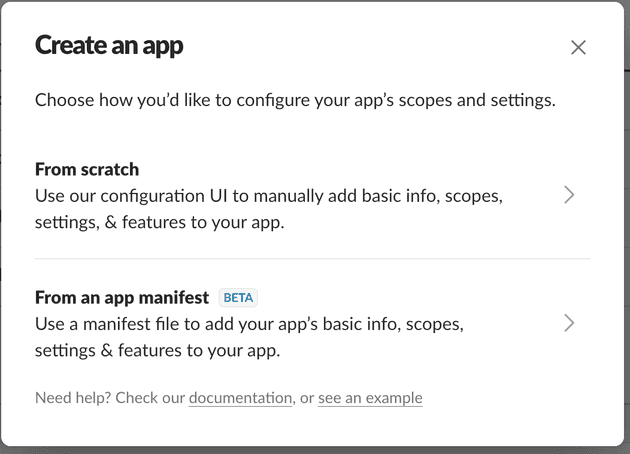 Create an app
Choose how you’d like to configure your app’s scopes and settings.
From scratch
Use our configuration UI to manually add basic info, scopes,
settings, & features to your app.
From an app manifest BETA
Use a manifest file to add your app’s basic info, scopes,
settings & features to your app.
Need help? Check our documentation, or see an example